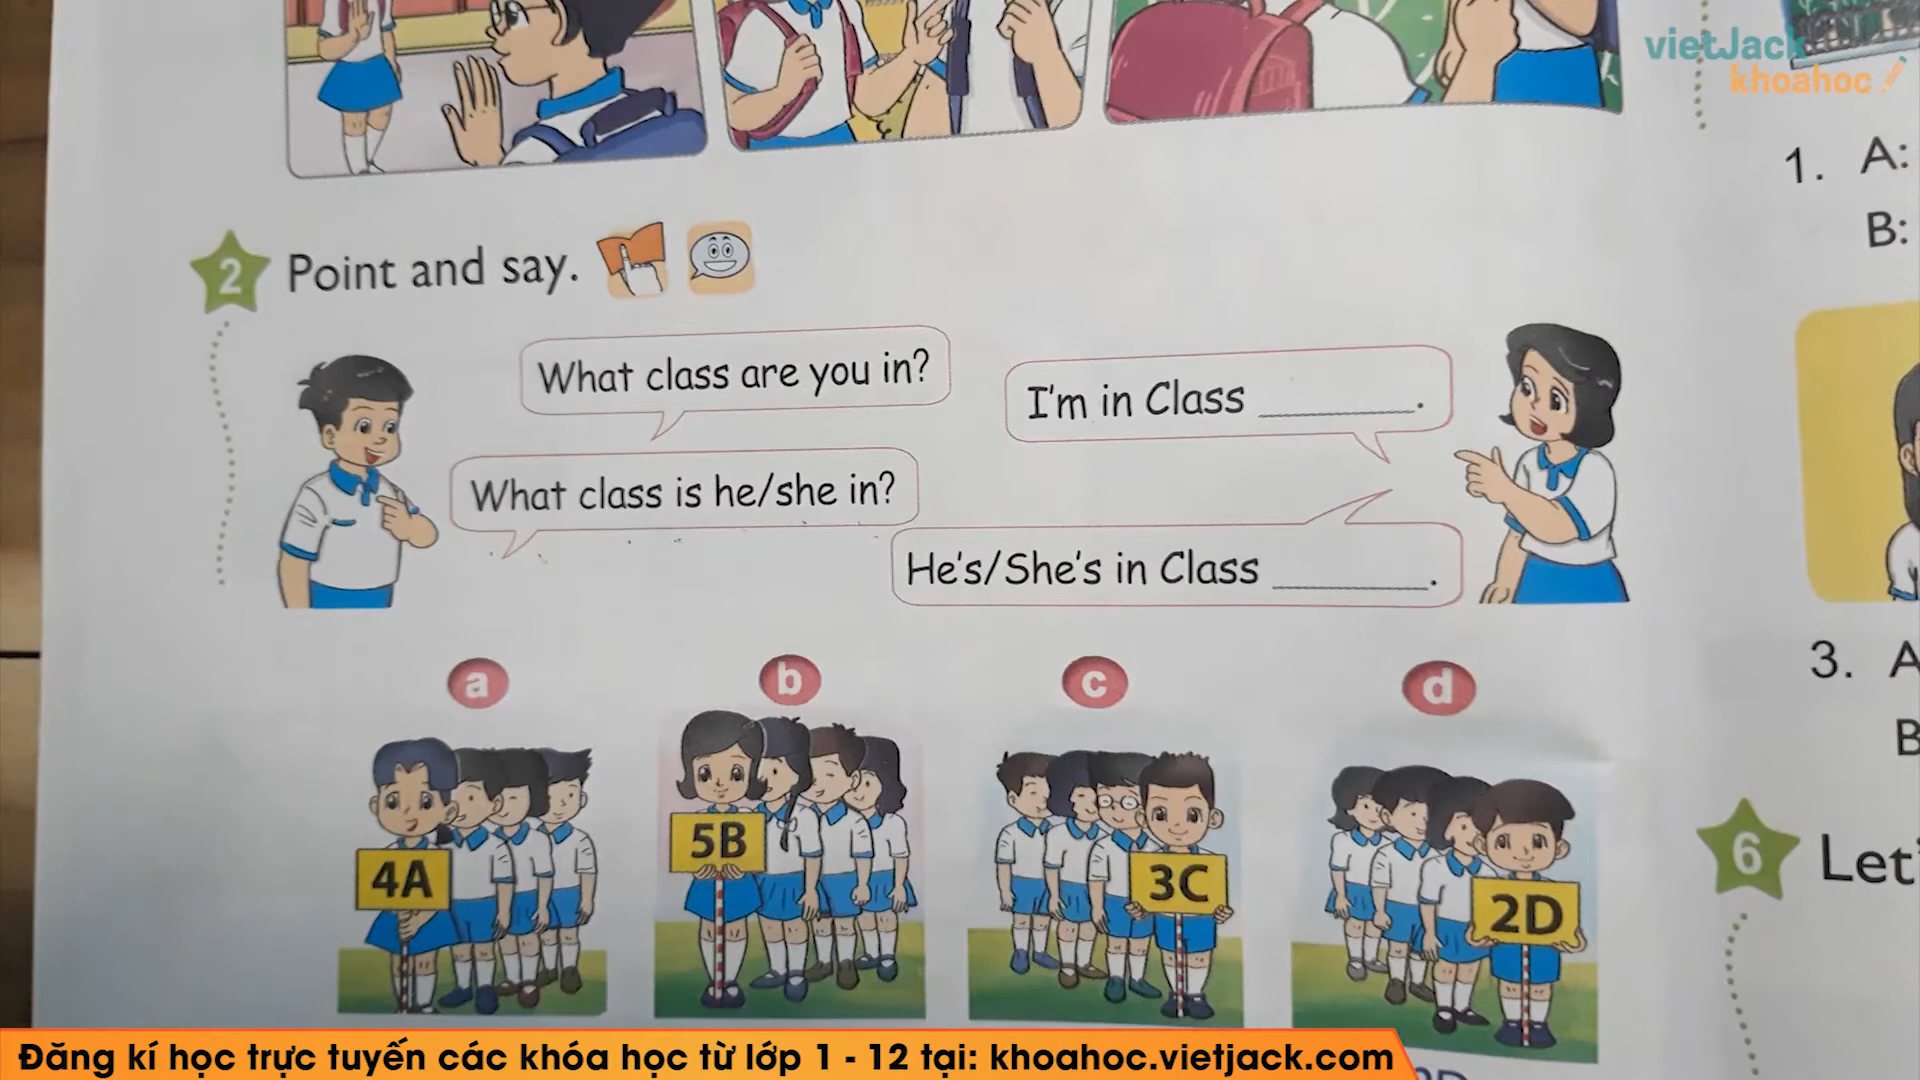 vietJack
khoahoc
1. A:
B:
2 Point and say.
What class are you in?
I'm in Class ________.
What class is he/she in?
He's/She's in Class ________.
3. A
B
a
b
c
d
4A
5B
3C
2D
6 Let'
Đăng kí học trực tuyến các khóa học từ lớp 1 - 12 tại: khoahoc.vietjack.com